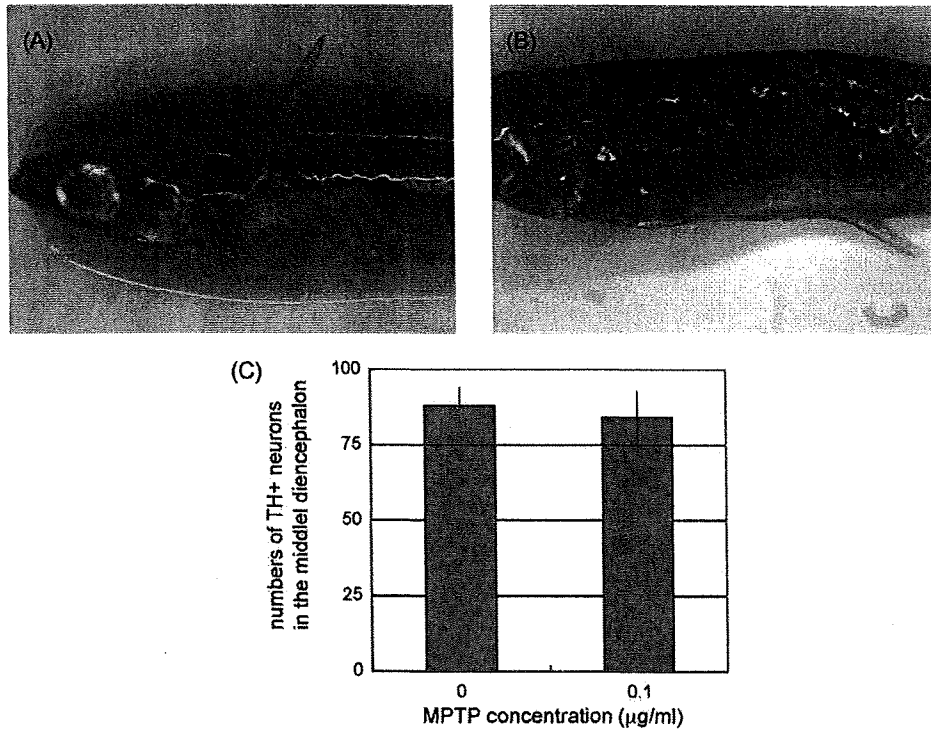 (A)
(B)
(C)
100
75
50
25
0
numbers of TH+ neurons
in the middlel diencephalon
0
0.1
MPTP concentration (μg/ml)